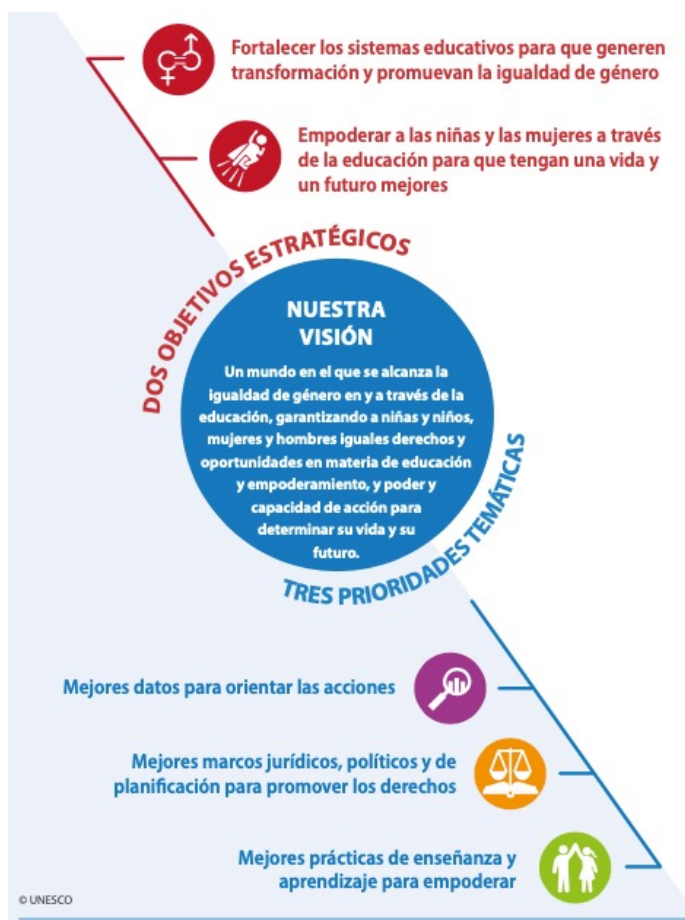 Fortalecer los sistemas educativos para que generen
transformación y promuevan la igualdad de género
Empoderar a las niñas y las mujeres a través
de la educación para que tengan una vida y
un futuro mejores
DOS OBJETIVOS ESTRATÉGICOS
NUESTRA
VISIÓN
Un mundo en el que se alcanza la
igualdad de género en y a través de la
educación, garantizando a niñas y niños,
mujeres y hombres iguales derechos y
oportunidades en materia de educación
y empoderamiento, y poder y
capacidad de acción para
determinar su vida y su
futuro.
TRES PRIORIDADES TEMÁTICAS
Mejores datos para orientar las acciones
Mejores marcos jurídicos, políticos y de
planificación para promover los derechos
Mejores prácticas de enseñanza y
aprendizaje para empoderar
© UNESCO